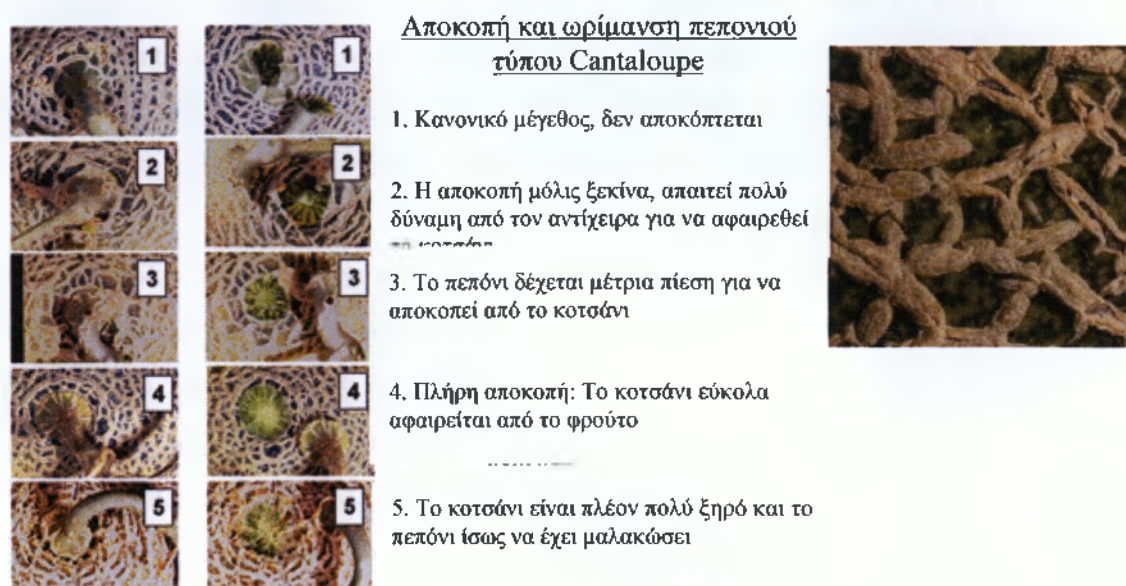 Αποκοπή και ωρίμανση πεπονιού
τύπου Cantaloupe
1 1
1. Κανονικό μέγεθος, δεν αποκόπτεται
2 2
2. Η αποκοπή μόλις ξεκίνα, απαιτεί πολύ
δύναμη από τον αντίχειρα για να αφαιρεθεί
3 3
3. Το πεπόνι δέχεται μέτρια πίεση για να
αποκοπεί από το κοτσάνι
4 4
4. Πλήρη αποκοπή: Το κοτσάνι εύκολα
αφαιρείται από το φρούτο
5 5
5. Το κοτσάνι είναι πλέον πολύ ξηρό και το
πεπόνι ίσως να έχει μαλακώσει